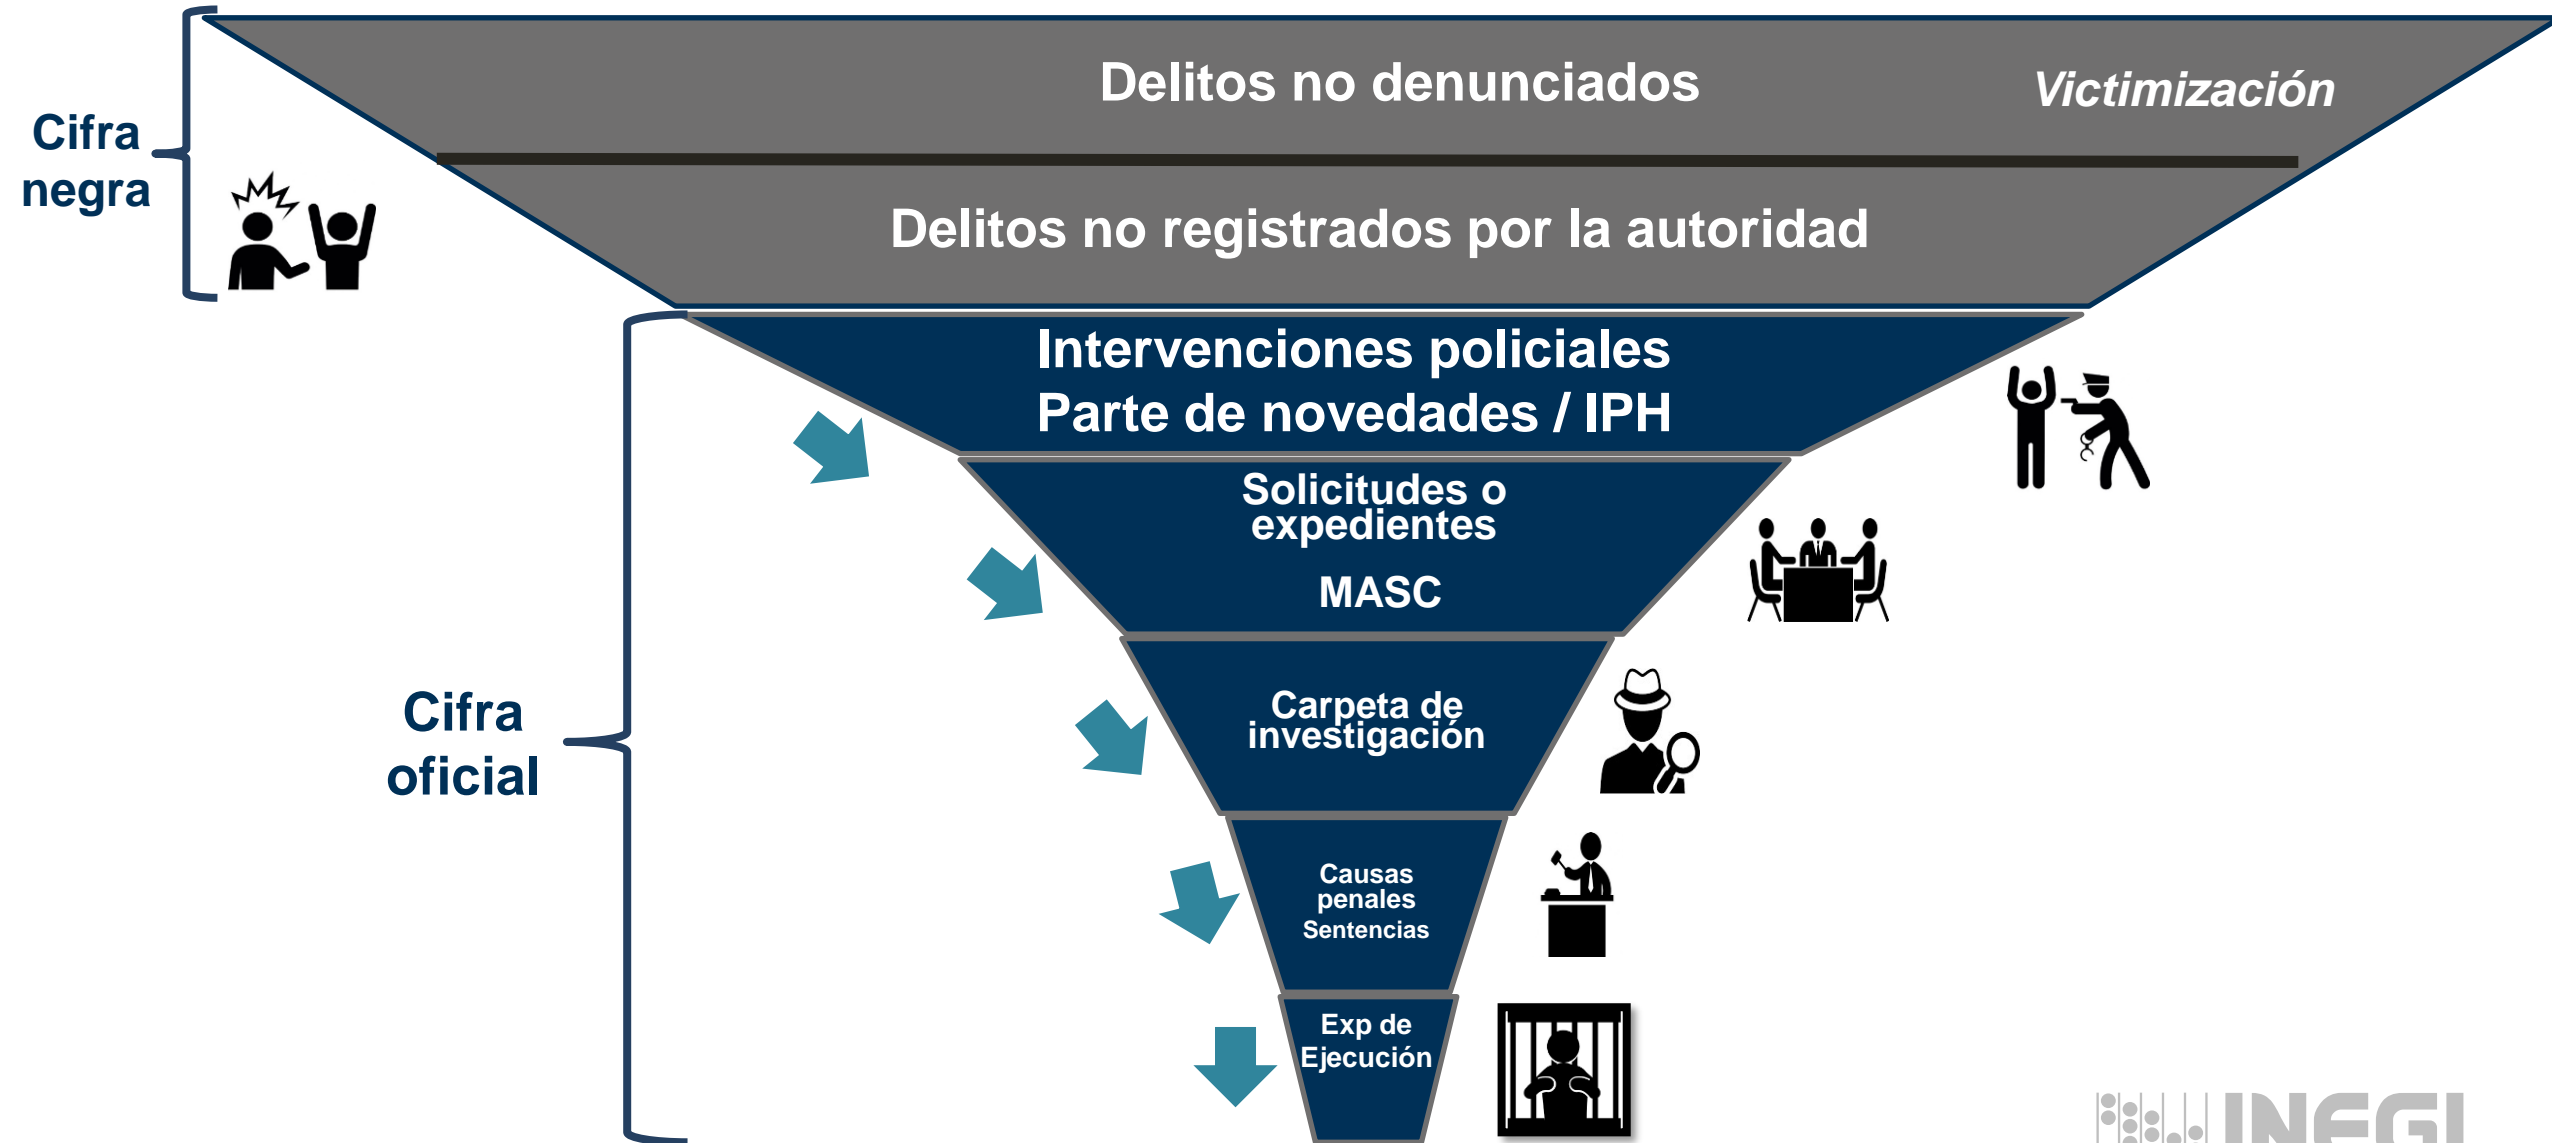 Delitos no denunciados
Victimización
Cifra
negra
Delitos no registrados por la autoridad
Intervenciones policiales
Parte de novedades / IPH
Solicitudes o
expedientes
MASC
Cifra
oficial
Carpeta de
investigación
Causas
penales
Sentencias
Exp de
Ejecución
INEGI